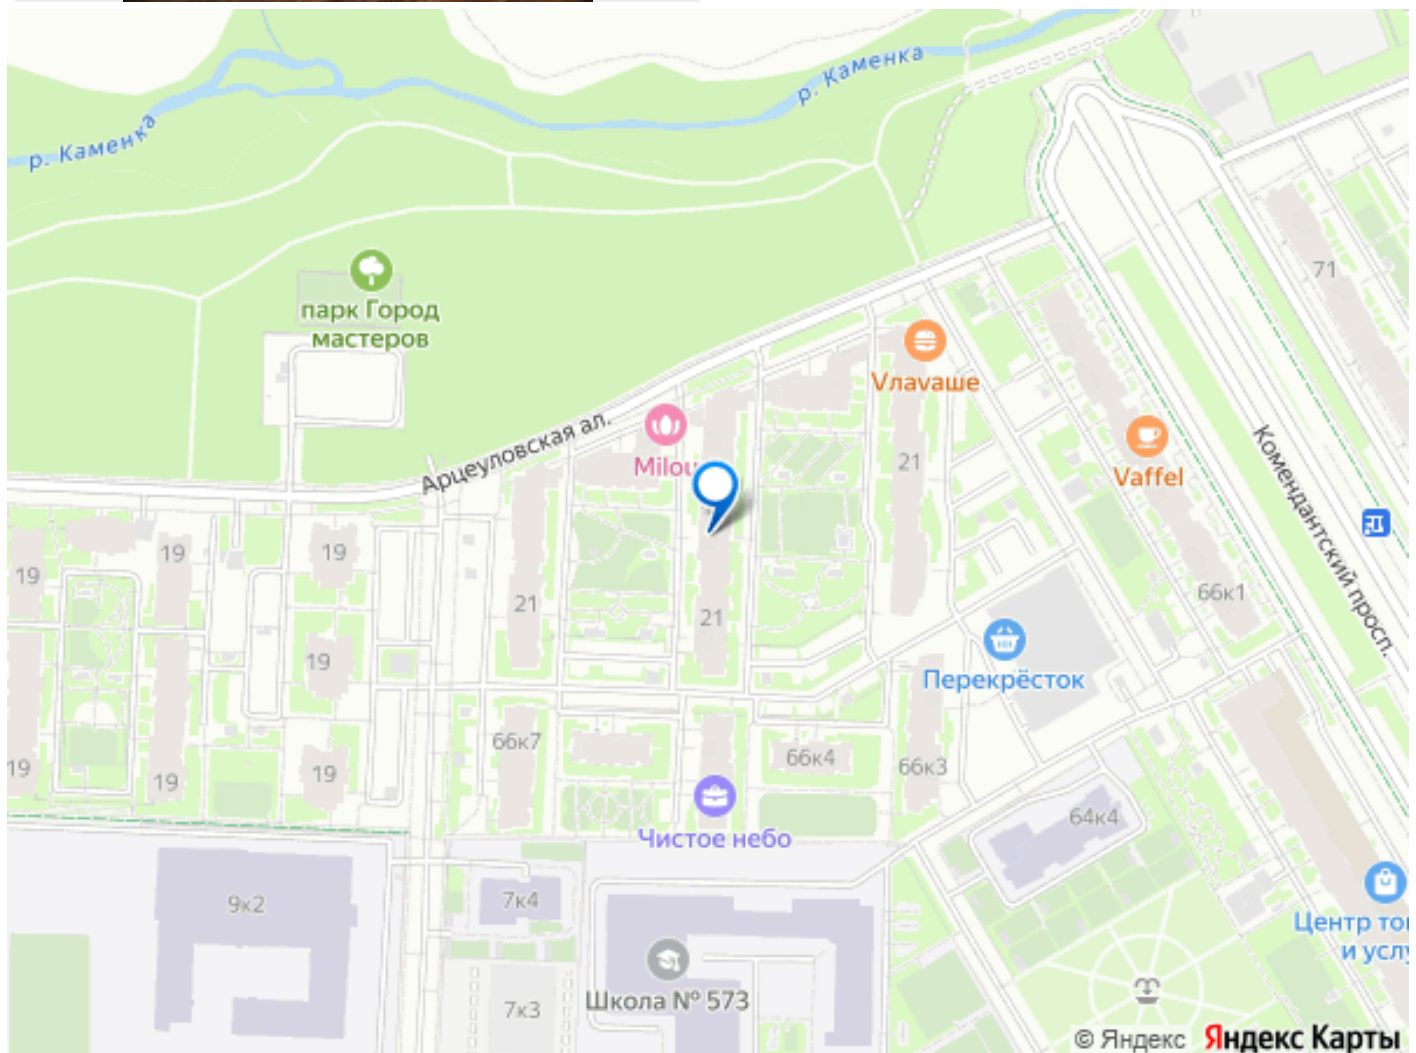 р. Каменка
р. Каменка
71
парк Город
мастеров
Vлаvаше
Арцеуловская ал.
Milou
21
Vaffel
Комендантский просп.
19
19
19
21
21
66к1
19
Перекрёсток
66к7
66к4
66к3
19
19
19
64к4
Чистое небо
9к2
7к4
и услу
Школа № 573
7к3
© Яндекс Яндекс Карты